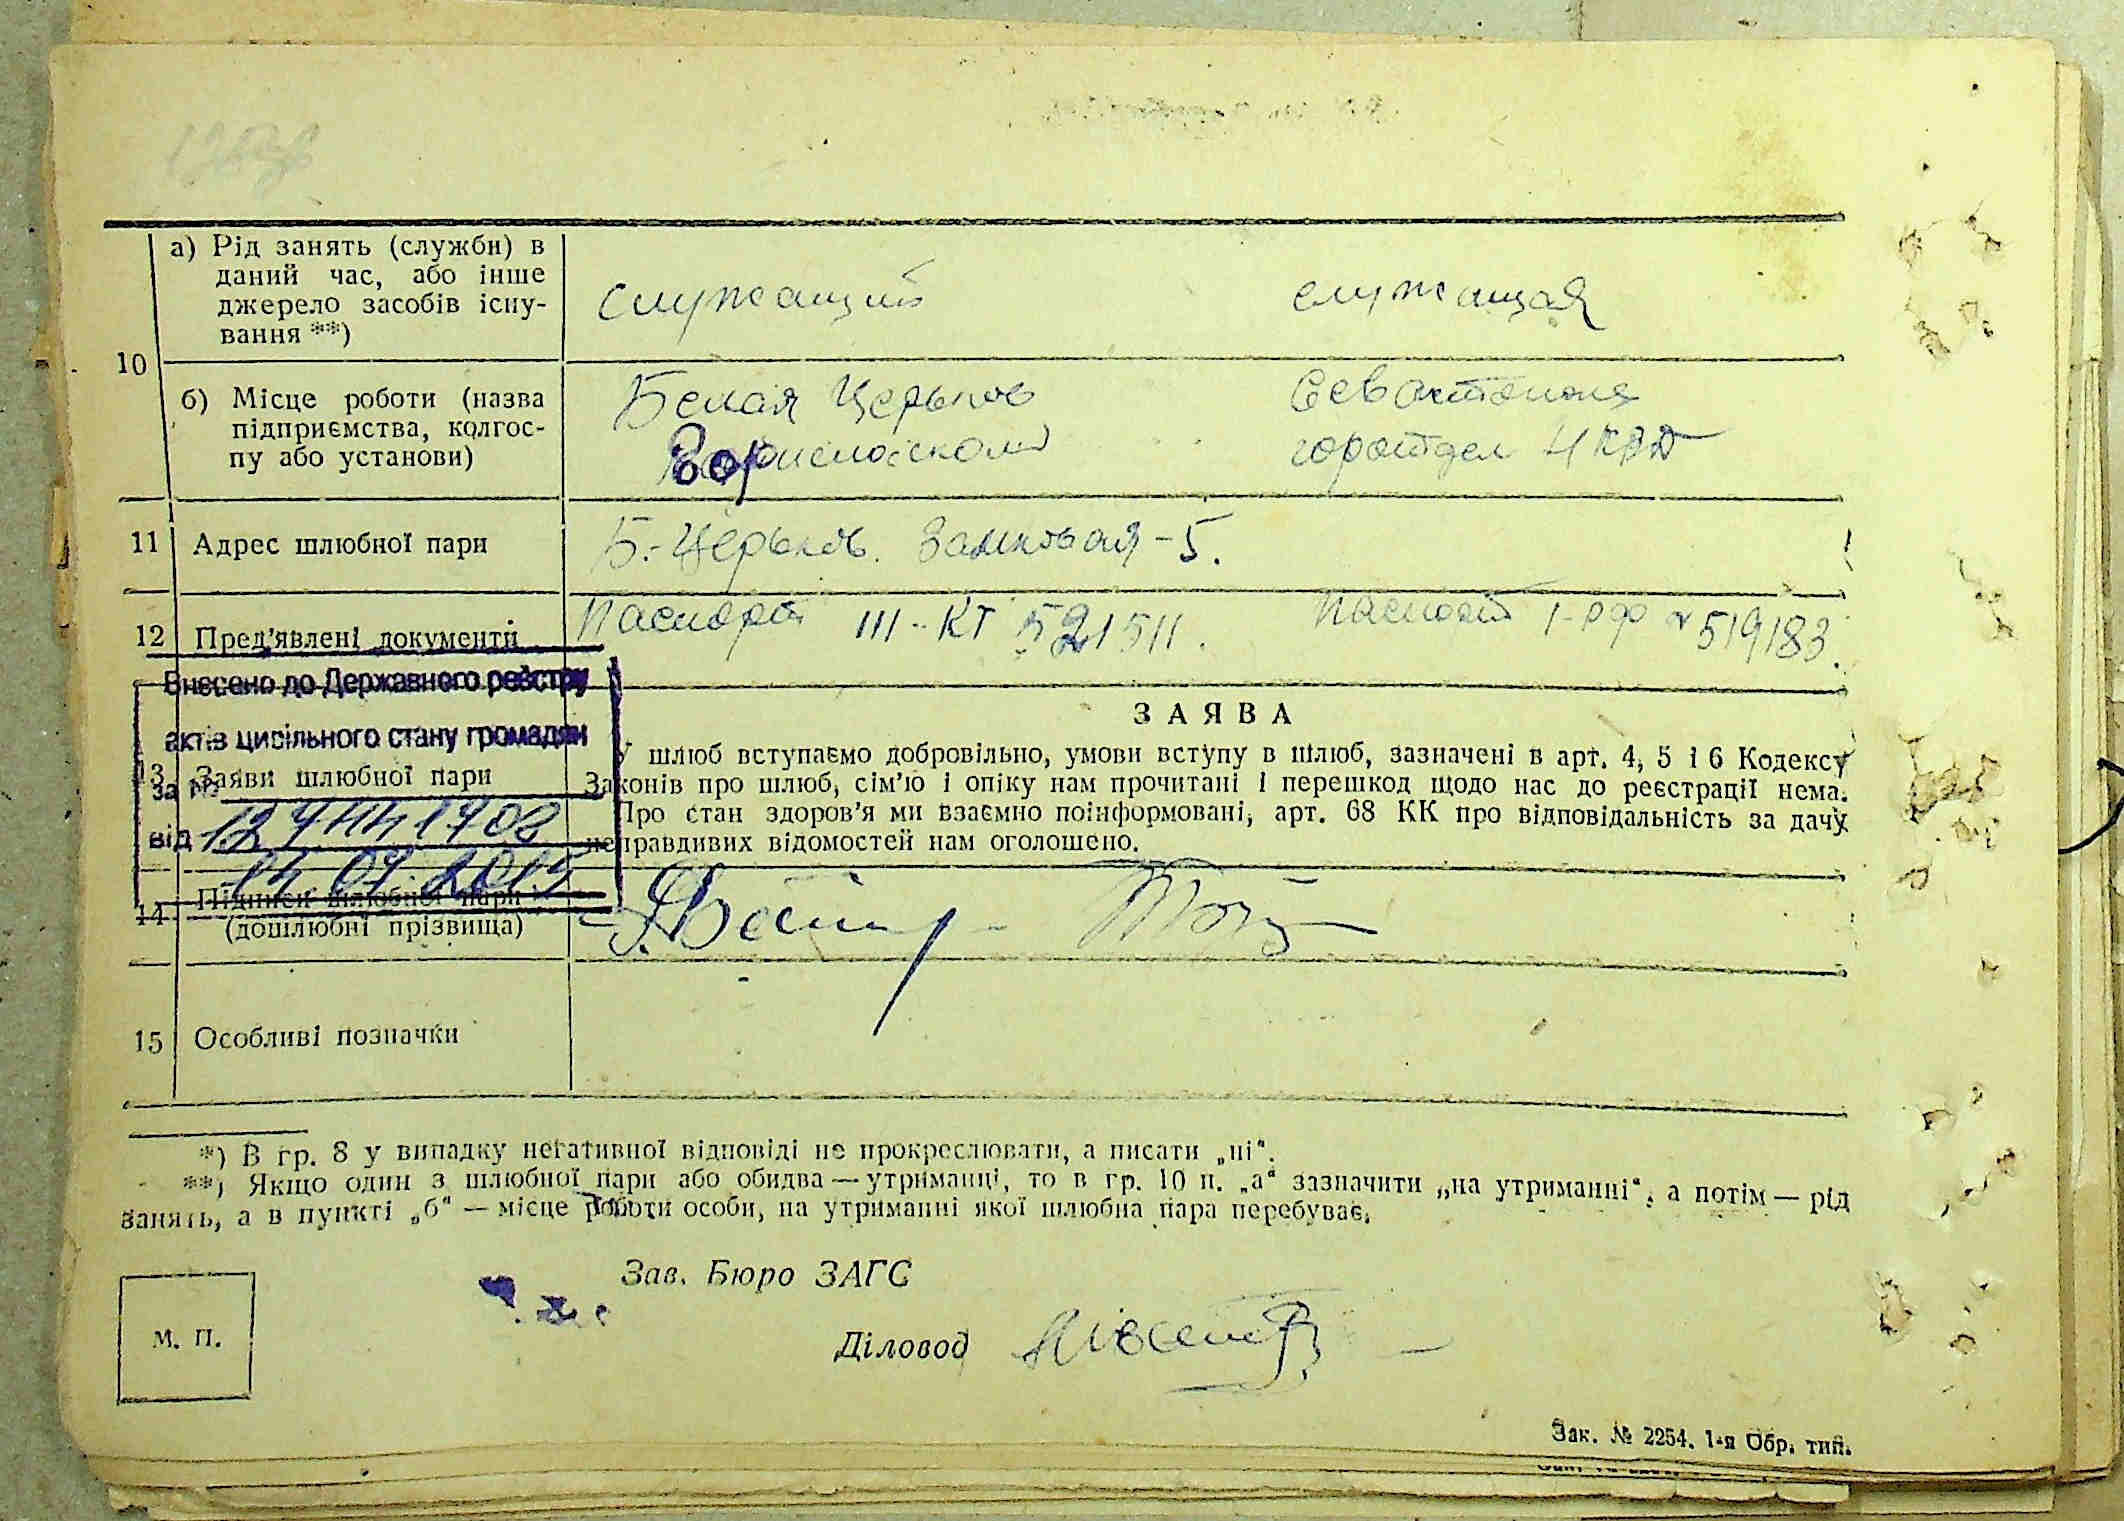 10
а) Рід занять (служби) в
даний час, або інше
джерело засобів існу-
вання **)
служащий служащая
б) Місце роботи (назва
підприємства, колгос-
пу або установи)
Белая Церковь Севастополь
горотдел НКВД
11 Адрес шлюбної пари Б.-Церковь. Замковая-5.
12 Пред'явлені документи Паспорт III-КТ 521511. Паспорт 519183.
Внесено до Державного реєстру
актів цивільного стану громадян
за №
від
13 Заяви шлюбної пари
ЗАЯВА
У шлюб вступаємо добровільно, умови вступу в шлюб, зазначені в арт. 4, 5 і 6 Кодексу
Законів про шлюб, сім'ю і опіку нам прочитані і перешкод щодо нас до реєстрації нема.
Про стан здоров'я ми взаємно поінформовані, арт. 68 КК про відповідальність за дачу
неправдивих відомостей нам оголошено.
14 Підписи шлюбної пари
(дошлюбні прізвища)
15 Особливі позначки
*) В гр. 8 у випадку негативної відповіді не прокреслювати, а писати „ні“.
**) Якщо один з шлюбної пари або обидва — утриманці, то в гр. 10 п. „а“ зазначити „на утриманні“, а потім — рід
занять, а в пункті „б“ — місце роботи особи, на утриманні якої шлюбна пара перебуває.
Зав. Бюро ЗАГС
М. П.
Діловод
Зак. № 2254. 1-я Обр. тип.